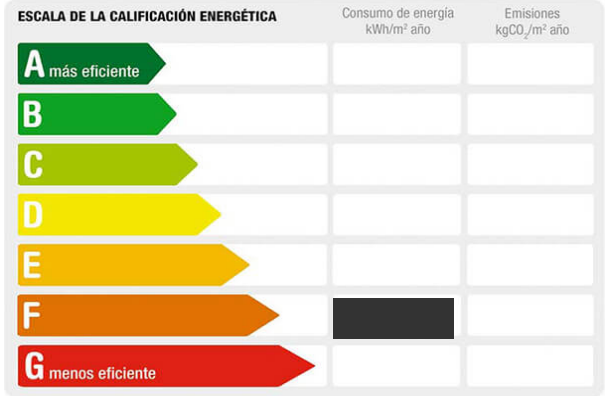 ESCALA DE LA CALIFICACIÓN ENERGÉTICA
Consumo de energía
kWh/m² año
Emisiones
kgCO₂/m² año
A más eficiente
B
C
D
E
F
G menos eficiente